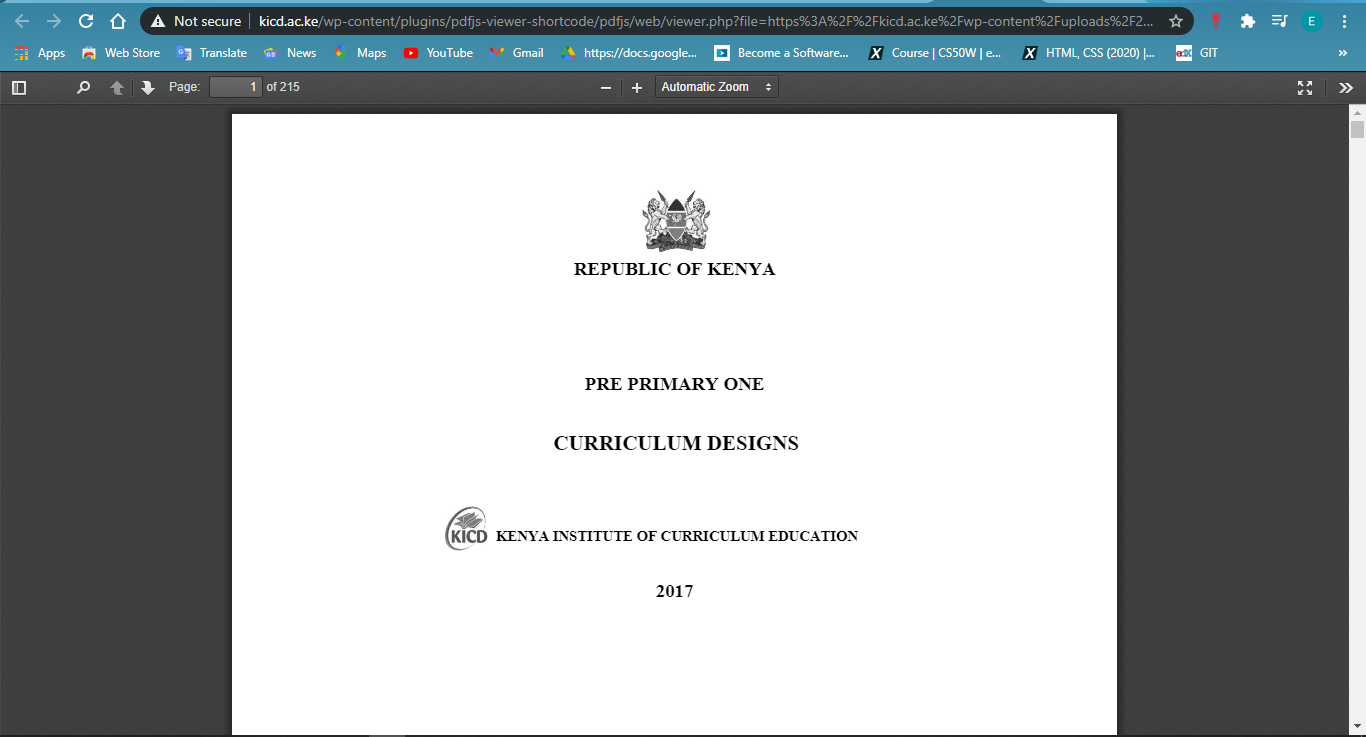 Not secure | kicd.ac.ke/wp-content/plugins/pdfjs-viewer-shortcode/pdfjs/web/viewer.php?file=https%3A%2F%2Fkicd.ac.ke%2Fwp-content%2Fuploads%2F2... E
Apps Web Store Translate News Maps YouTube Gmail https://docs.google... Become a Software... Course | CS50W | e... HTML, CSS (2020) |... edX GIT »
Page: 1 of 215 Automatic Zoom
REPUBLIC OF KENYA
PRE PRIMARY ONE
CURRICULUM DESIGNS
KICD KENYA INSTITUTE OF CURRICULUM EDUCATION
2017